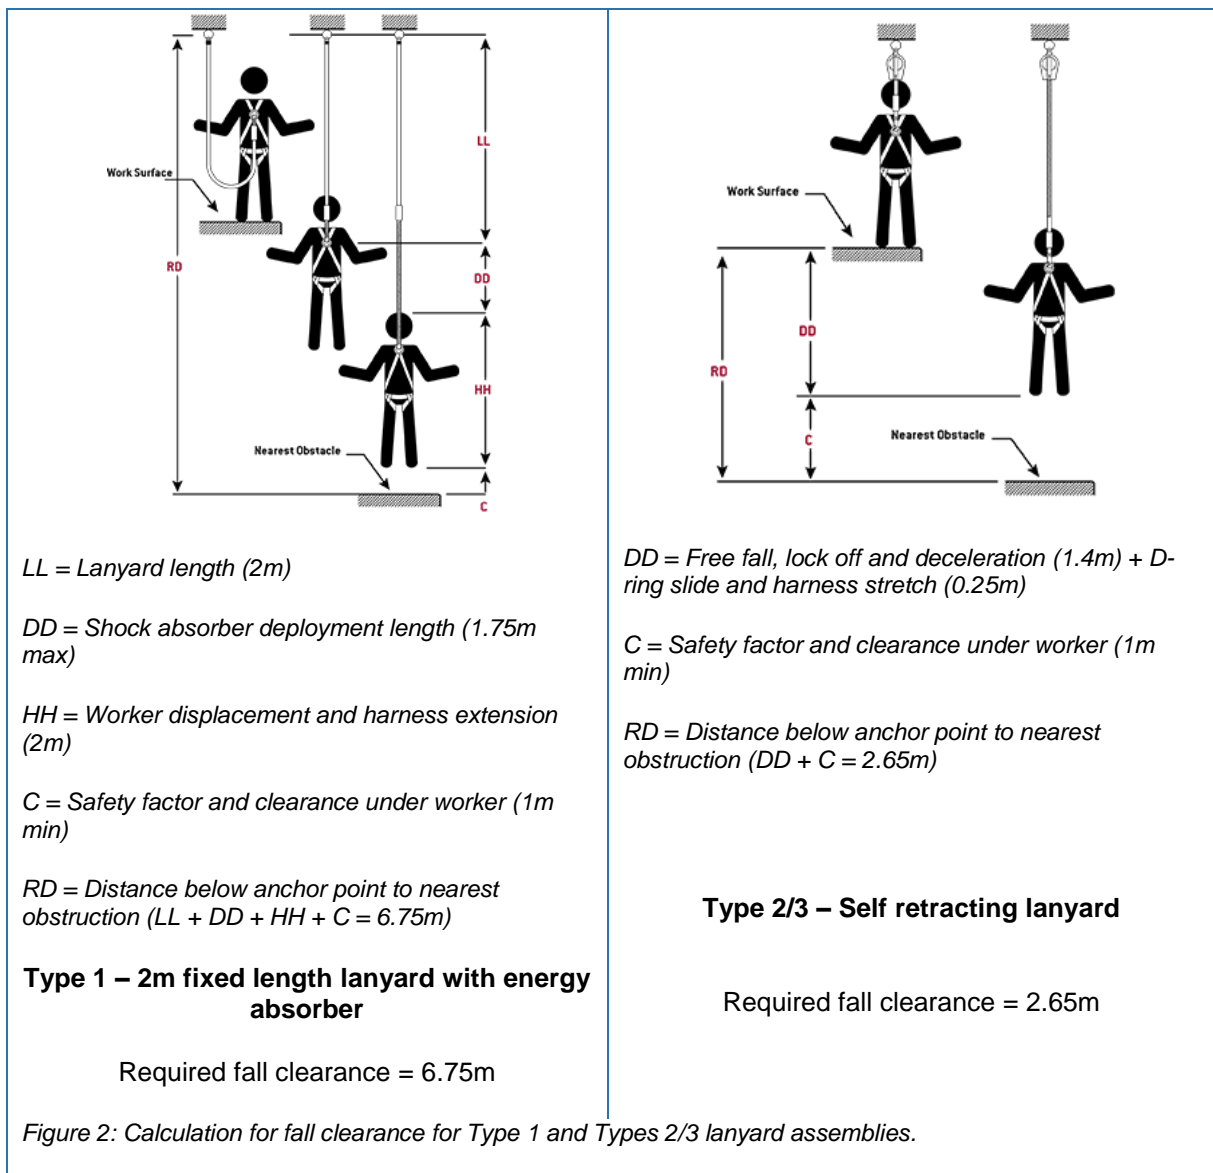 LL
Work Surface
RD
DD
HH
Nearest Obstacle
C
LL = Lanyard length (2m)
DD = Shock absorber deployment length (1.75m
max)
HH = Worker displacement and harness extension
(2m)
C = Safety factor and clearance under worker (1m
min)
RD = Distance below anchor point to nearest
obstruction (LL + DD + HH + C = 6.75m)
Type 1 – 2m fixed length lanyard with energy
absorber
Required fall clearance = 6.75m
Work Surface
DD
RD
C
Nearest Obstacle
DD = Free fall, lock off and deceleration (1.4m) + D-
ring slide and harness stretch (0.25m)
C = Safety factor and clearance under worker (1m
min)
RD = Distance below anchor point to nearest
obstruction (DD + C = 2.65m)
Type 2/3 – Self retracting lanyard
Required fall clearance = 2.65m
Figure 2: Calculation for fall clearance for Type 1 and Types 2/3 lanyard assemblies.